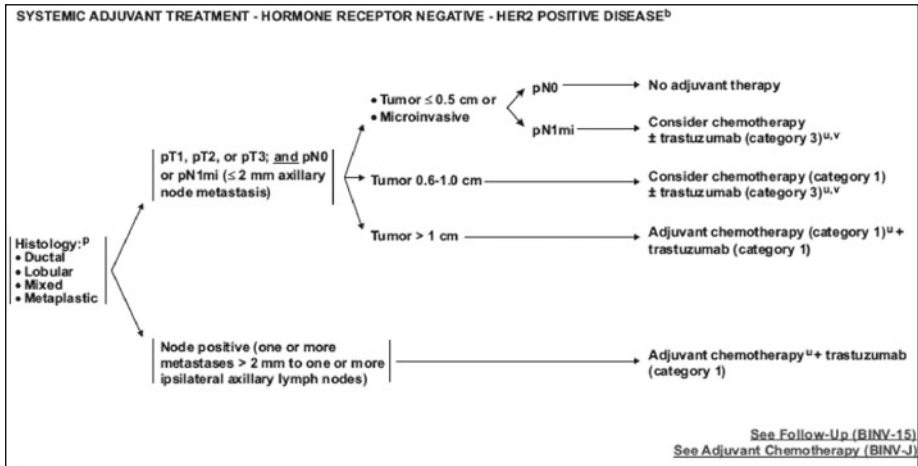 SYSTEMIC ADJUVANT TREATMENT - HORMONE RECEPTOR NEGATIVE - HER2 POSITIVE DISEASEᵇ
Histology:ᵖ
• Ductal
• Lobular
• Mixed
• Metaplastic
pT1, pT2, or pT3; and pN0
or pN1mi (≤ 2 mm axillary
node metastasis)
• Tumor ≤ 0.5 cm or
• Microinvasive
pN0
No adjuvant therapy
pN1mi
Consider chemotherapy
± trastuzumab (category 3)ᵘ,ᵛ
Tumor 0.6-1.0 cm
Consider chemotherapy (category 1)
± trastuzumab (category 3)ᵘ,ᵛ
Tumor > 1 cm
Adjuvant chemotherapy (category 1)ᵘ +
trastuzumab (category 1)
Node positive (one or more
metastases > 2 mm to one or more
ipsilateral axillary lymph nodes)
Adjuvant chemotherapyᵘ + trastuzumab
(category 1)
See Follow-Up (BINV-15)
See Adjuvant Chemotherapy (BINV-J)